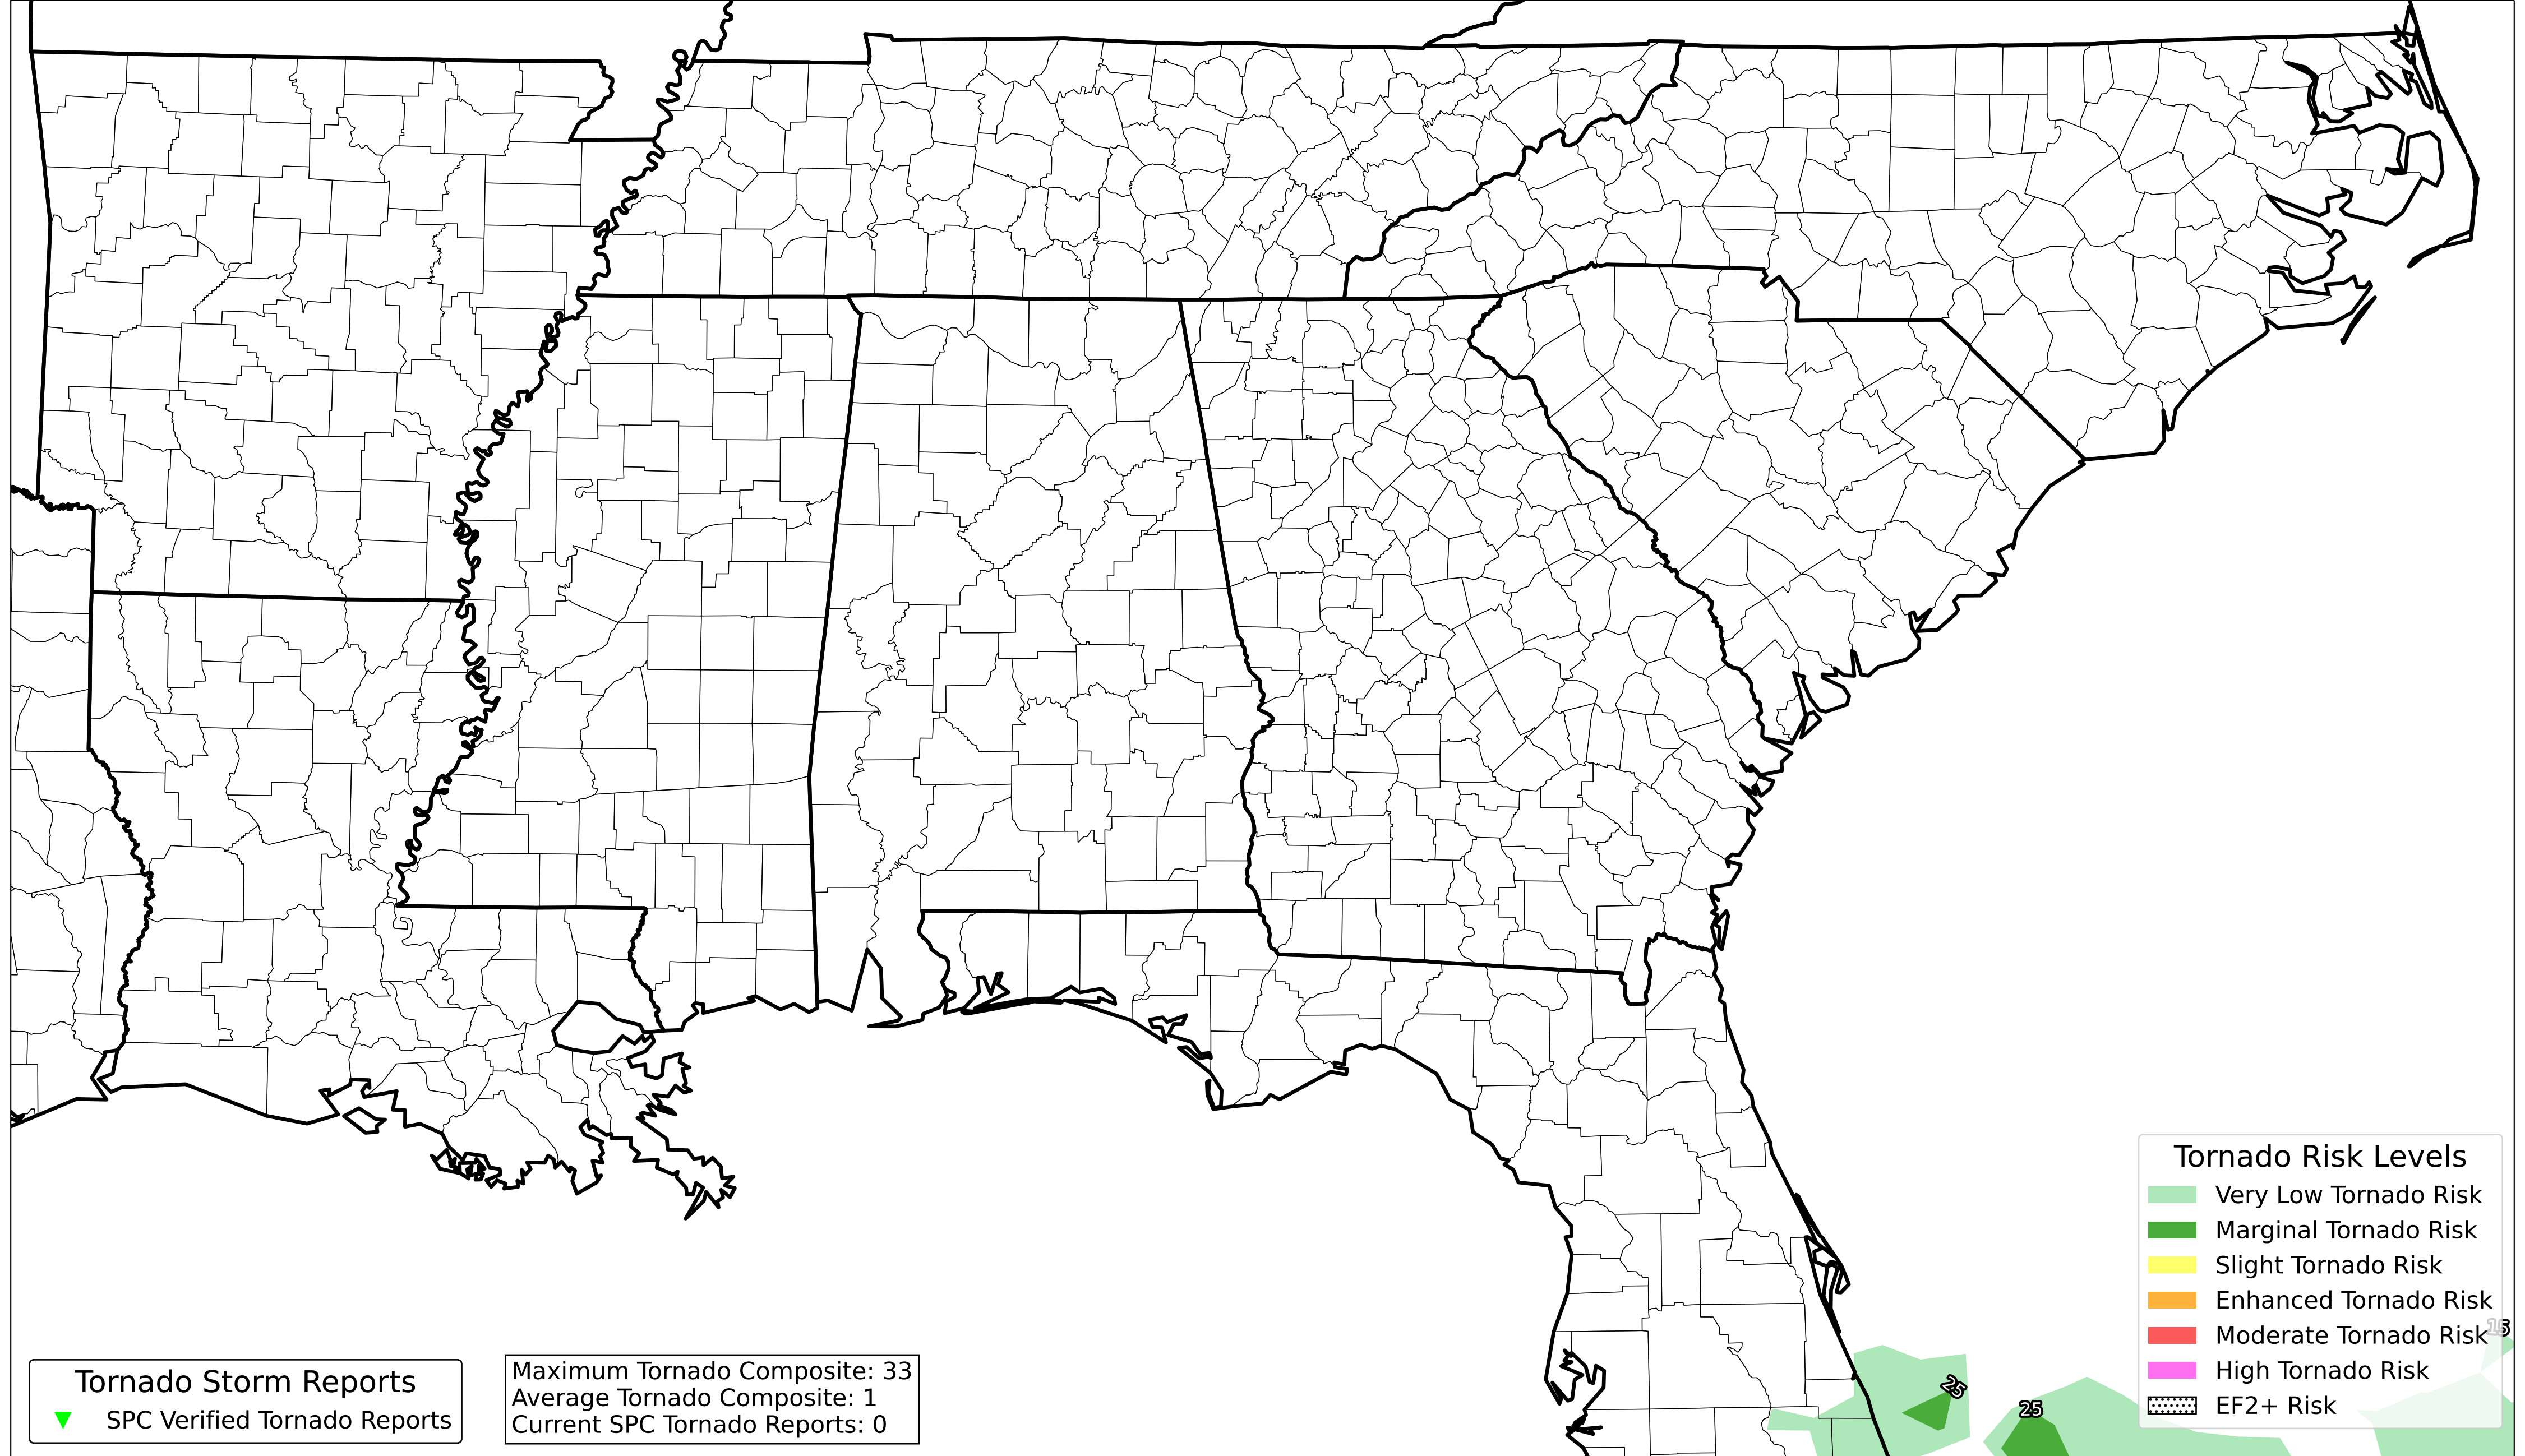 Tornado Risk Levels
Very Low Tornado Risk
Marginal Tornado Risk
Slight Tornado Risk
Enhanced Tornado Risk
15
Moderate Tornado Risk
High Tornado Risk
EF2+ Risk
25
25
Tornado Storm Reports
SPC Verified Tornado Reports
Maximum Tornado Composite: 33
Average Tornado Composite: 1
Current SPC Tornado Reports: 0